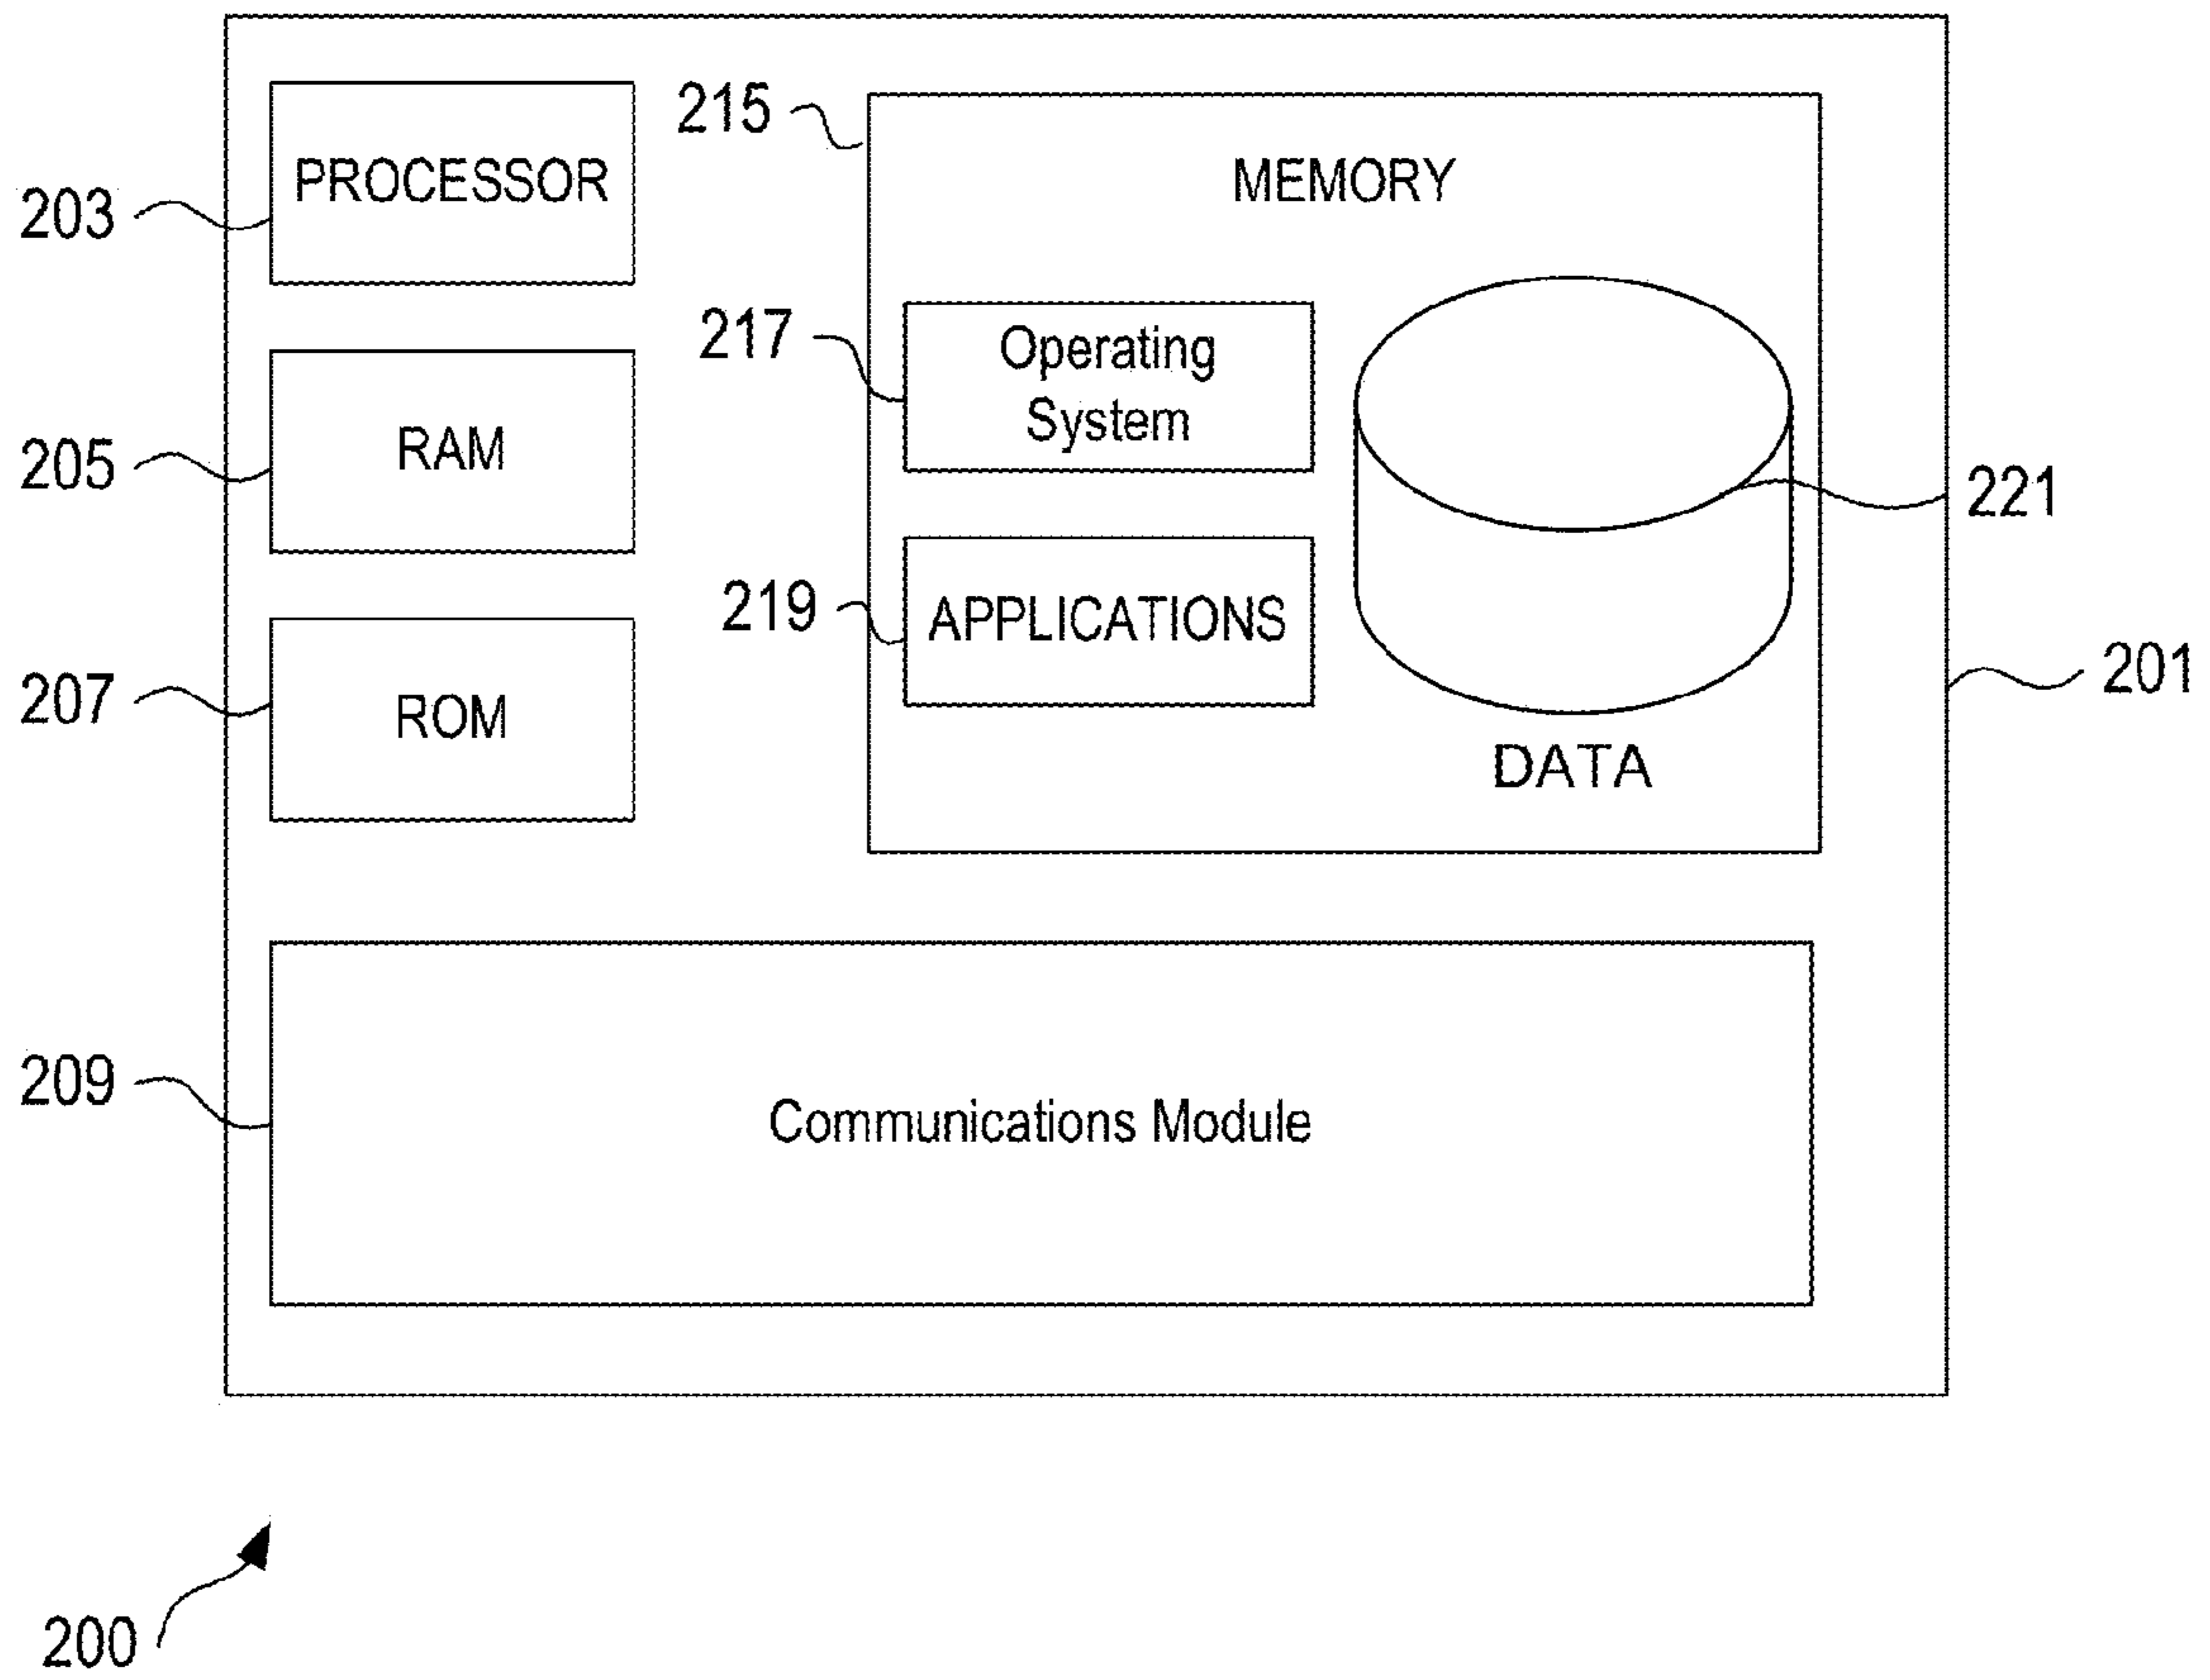 215
PROCESSOR
MEMORY
203
217
Operating
System
RAM
205
221
219
APPLICATIONS
201
207
ROM
DATA
209
Communications Module
200